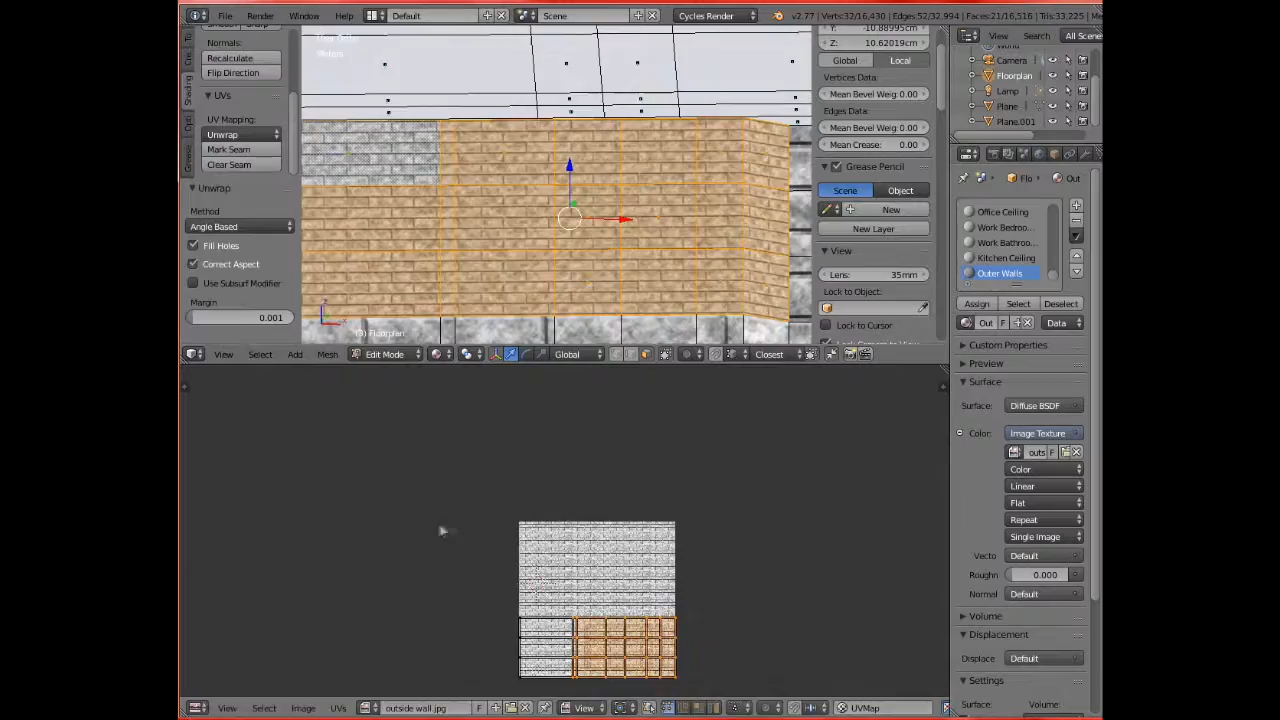 File Render Window Help Default Scene Cycles Render v2.77 | Verts:32/16,430 | Edges:52/32,994 | Faces:21/16,516 | Tris:33,225
View Search All Scene
Normals:
Recalculate
Flip Direction
UVs
UV Mapping:
Unwrap
Mark Seam
Clear Seam
Unwrap
Method
Angle Based
Fill Holes
Correct Aspect
Use Subsurf Modifier
Margin
0.001
Shading
Meters
(3) Floorplan
View Select Add Mesh Edit Mode Global Closest
Y: -10.88995cm
Z: 10.62019cm
Global Local
Vertices Data:
Mean Bevel Weig: 0.00
Edges Data:
Mean Bevel Weig: 0.00
Mean Crease: 0.00
Grease Pencil
Scene Object
New
New Layer
View
Lens: 35mm
Lock to Object:
Lock to Cursor
Camera
Floorplan
Lamp
Plane
Plane.001
Flo Out
Office Ceiling
Work Bedroo...
Work Bathroo...
Kitchen Ceiling
Outer Walls
Assign Select Deselect
Out F Data
Custom Properties
Preview
Surface
Surface: Diffuse BSDF
Color: Image Texture
outs F
Color
Linear
Flat
Repeat
Single Image
Vecto Default
Roughn 0.000
Normal Default
Volume
Displacement
Displace Default
Settings
Surface: Volume:
View Select Image UVs outside wall.jpg F View UVMap